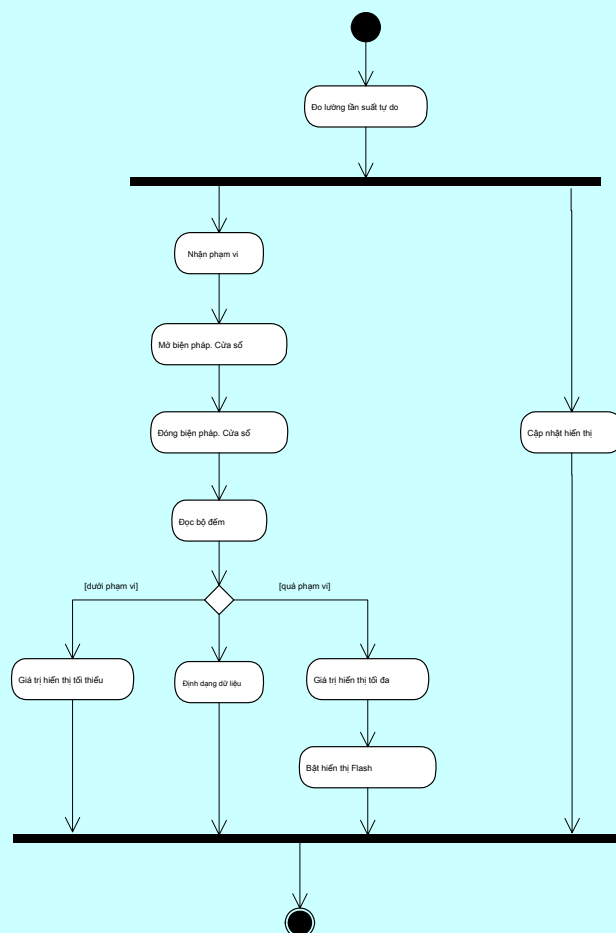 Đo lường tần suất tự do
Nhận phạm vi
Mở biện pháp. Cửa sổ
Đóng biện pháp. Cửa sổ
Cập nhật hiển thị
Đọc bộ đếm
[dưới phạm vi]
[quá phạm vi]
Giá trị hiển thị tối thiểu
Định dạng dữ liệu
Giá trị hiển thị tối đa
Bật hiển thị Flash